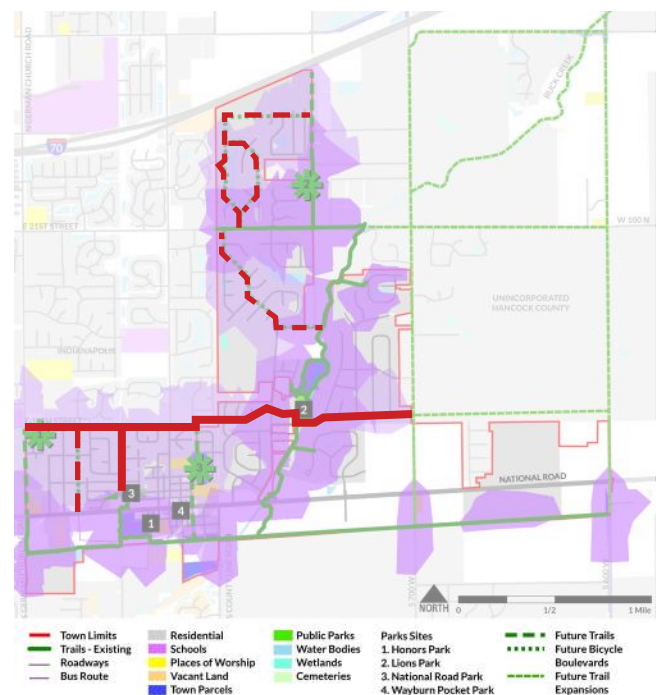 N GERMAN CHURCH ROAD
BUCK CREEK
70
2
E 21ST STREET
W 100 N
UNINCORPORATED
HANCOCK COUNTY
INDIANAPOLIS
2
STREET
3
3
NATIONAL ROAD
4
1
S 700 W
S 600 W
NORTH
0
1/2
1 Mile
Town Limits
Trails - Existing
Roadways
Bus Route
Residential
Schools
Places of Worship
Vacant Land
Town Parcels
Public Parks
Water Bodies
Wetlands
Cemeteries
Parks Sites
1. Honors Park
2. Lions Park
3. National Road Park
4. Wayburn Pocket Park
Future Trails
Future Bicycle
Boulevards
Future Trail
Expansions